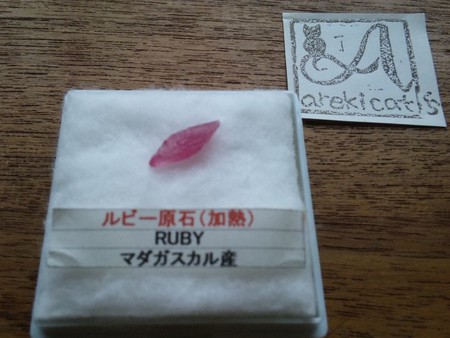 arekicat's
ルビー原石(加熱)
RUBY
マダガスカル産